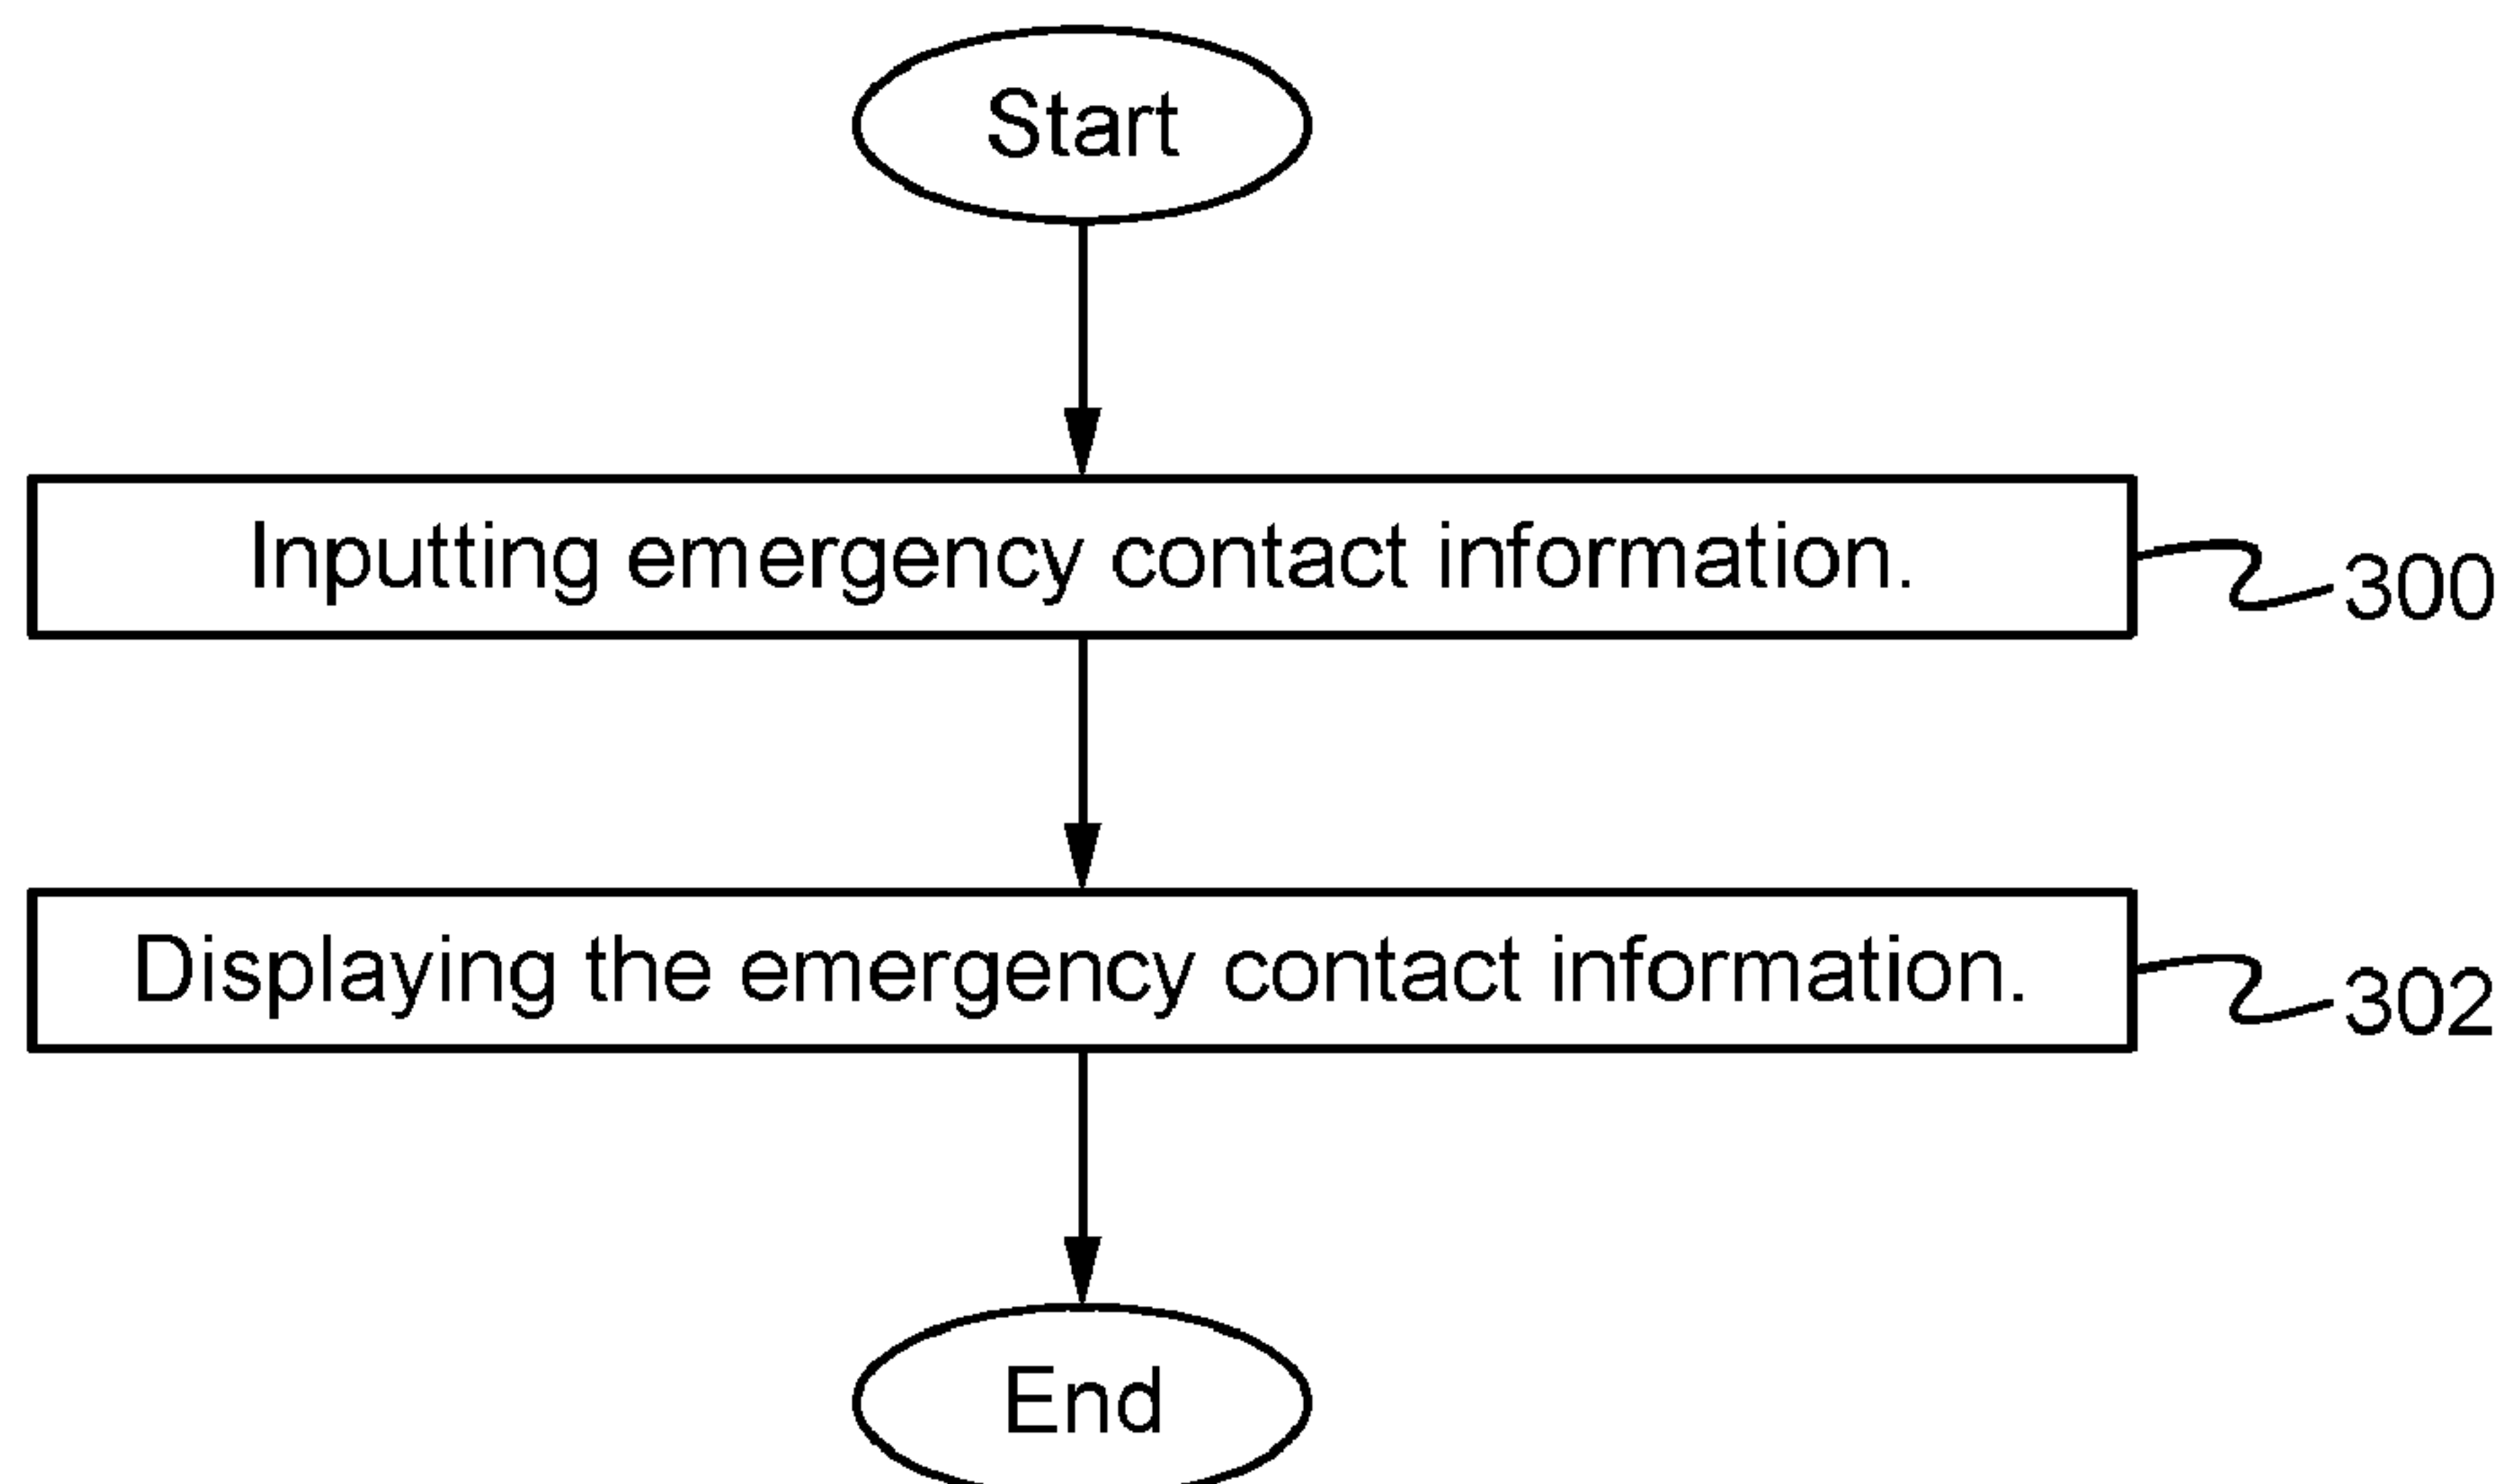 Start
Inputting emergency contact information.
300
Displaying the emergency contact information.
302
End